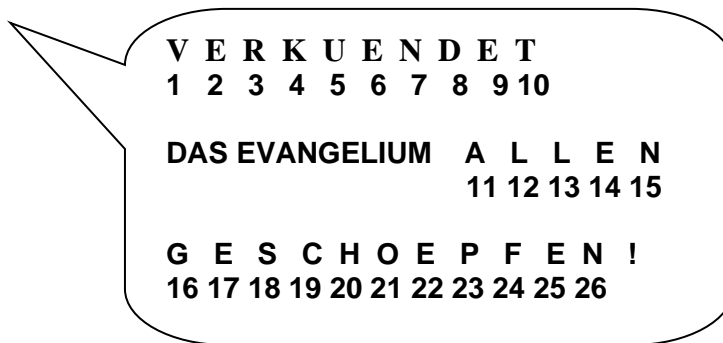 V E R K U E N D E T
1 2 3 4 5 6 7 8 9 10
DAS EVANGELIUM A L L E N
11 12 13 14 15
G E S C H O E P F E N !
16 17 18 19 20 21 22 23 24 25 26